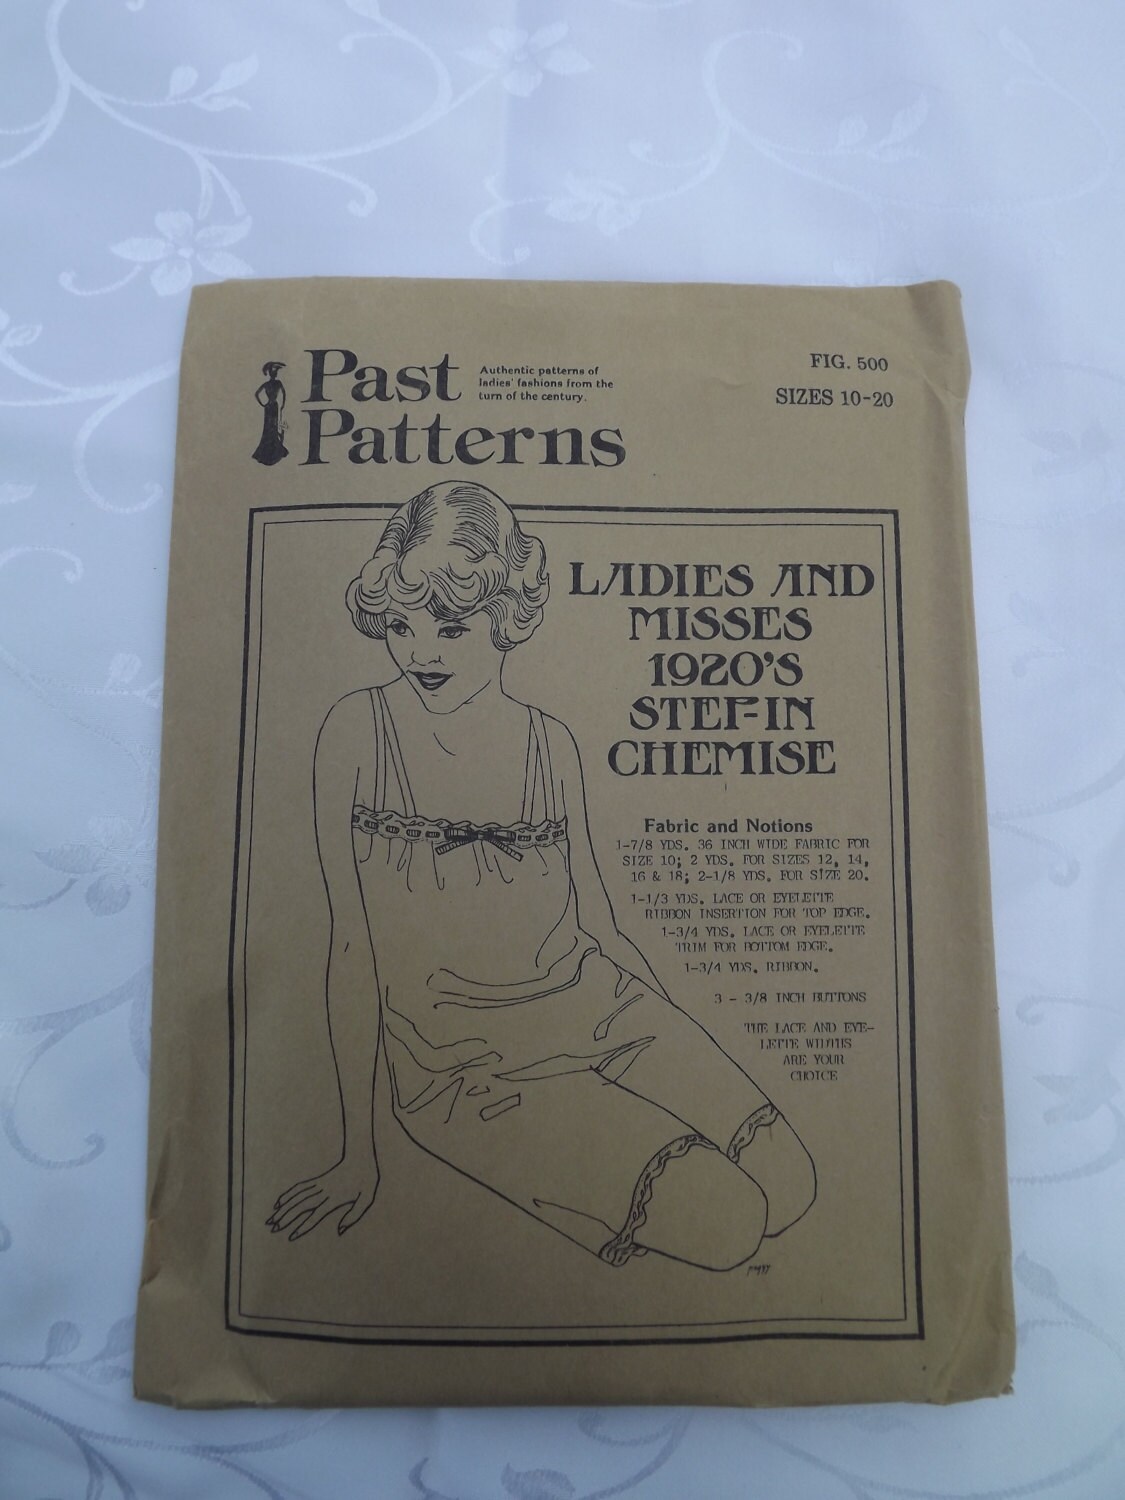 Past
Patterns
Authentic patterns of
ladies' fashions from the
turn of the century.
FIG. 500
SIZES 10-20
LADIES AND
MISSES
1920'S
STEP-IN
CHEMISE
Fabric and Notions
1-7/8 YDS. 36 INCH WIDE FABRIC FOR
SIZE 10; 2 YDS. FOR SIZES 12, 14,
16 & 18; 2-1/8 YDS. FOR SIZE 20.
1-1/3 YDS. LACE OR EYELETTE
RIBBON INSERTION FOR TOP EDGE.
1-3/4 YDS. LACE OR EYELETTE
TRIM FOR BOTTOM EDGE.
1-3/4 YDS. RIBBON.
3 - 3/8 INCH BUTTONS
THE LACE AND EYE-
LETTE WIDTHS
ARE YOUR
CHOICE